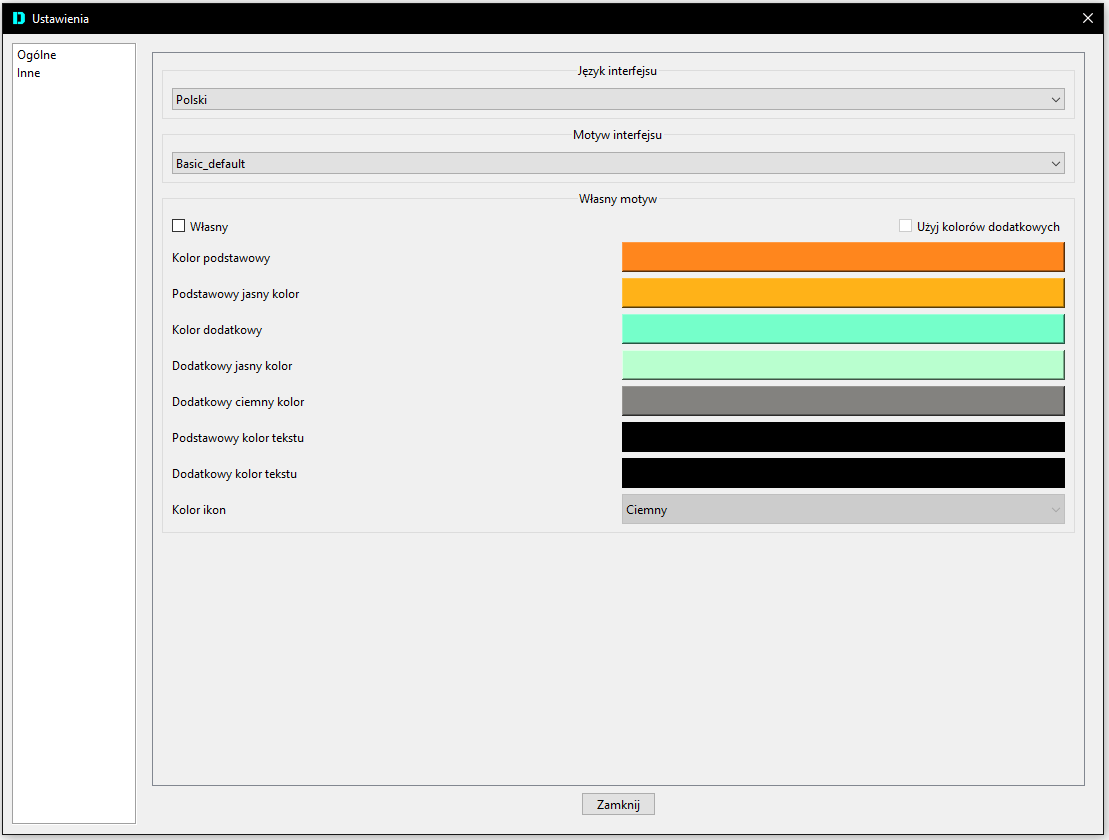 Ustawienia
Ogólne
Inne
Język interfejsu
Polski
Motyw interfejsu
Basic_default
Własny motyw
Własny
Użyj kolorów dodatkowych
Kolor podstawowy
Podstawowy jasny kolor
Kolor dodatkowy
Dodatkowy jasny kolor
Dodatkowy ciemny kolor
Podstawowy kolor tekstu
Dodatkowy kolor tekstu
Kolor ikon
Ciemny
Zamknij